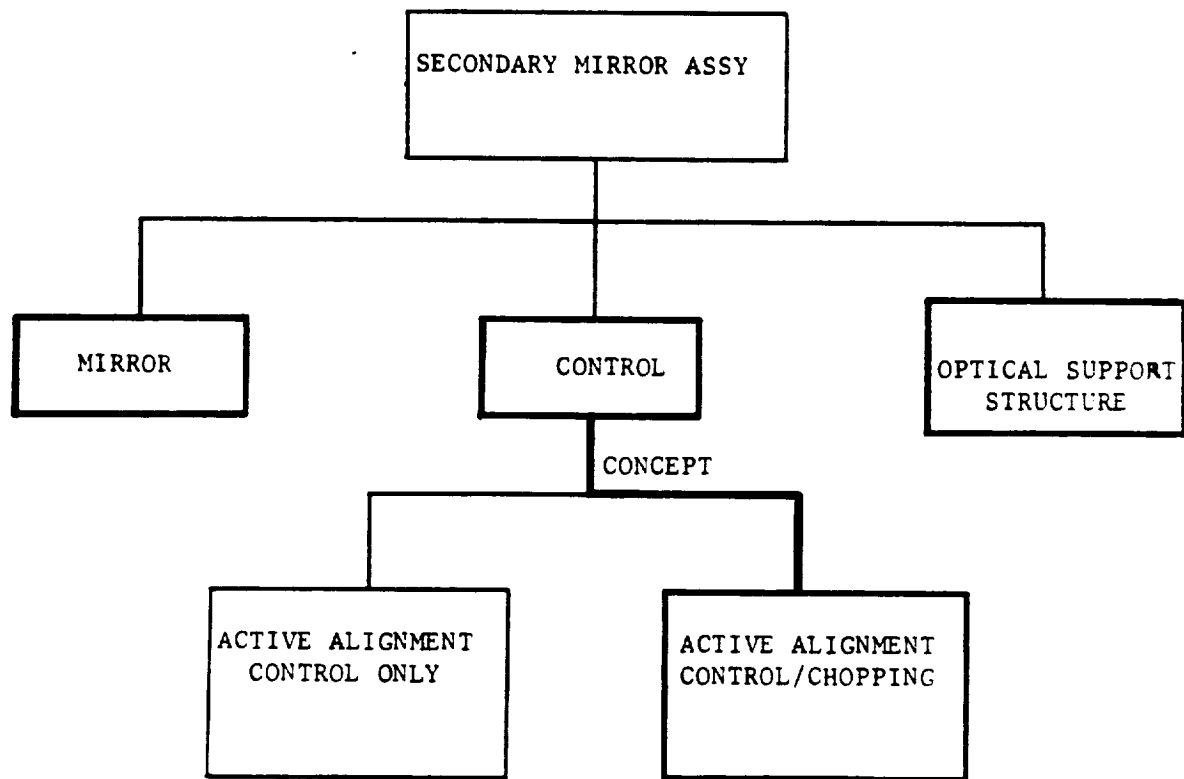 SECONDARY MIRROR ASSY
MIRROR
CONTROL
OPTICAL SUPPORT
STRUCTURE
CONCEPT
ACTIVE ALIGNMENT
CONTROL ONLY
ACTIVE ALIGNMENT
CONTROL/CHOPPING